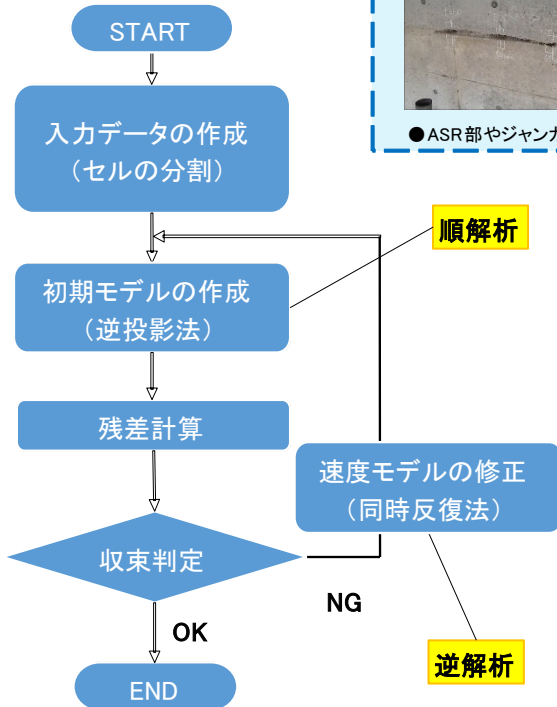 START
●ASR部やジャンカ
入力データの作成
(セルの分割)
順解析
初期モデルの作成
(逆投影法)
残差計算
速度モデルの修正
(同時反復法)
収束判定
NG
OK
逆解析
END